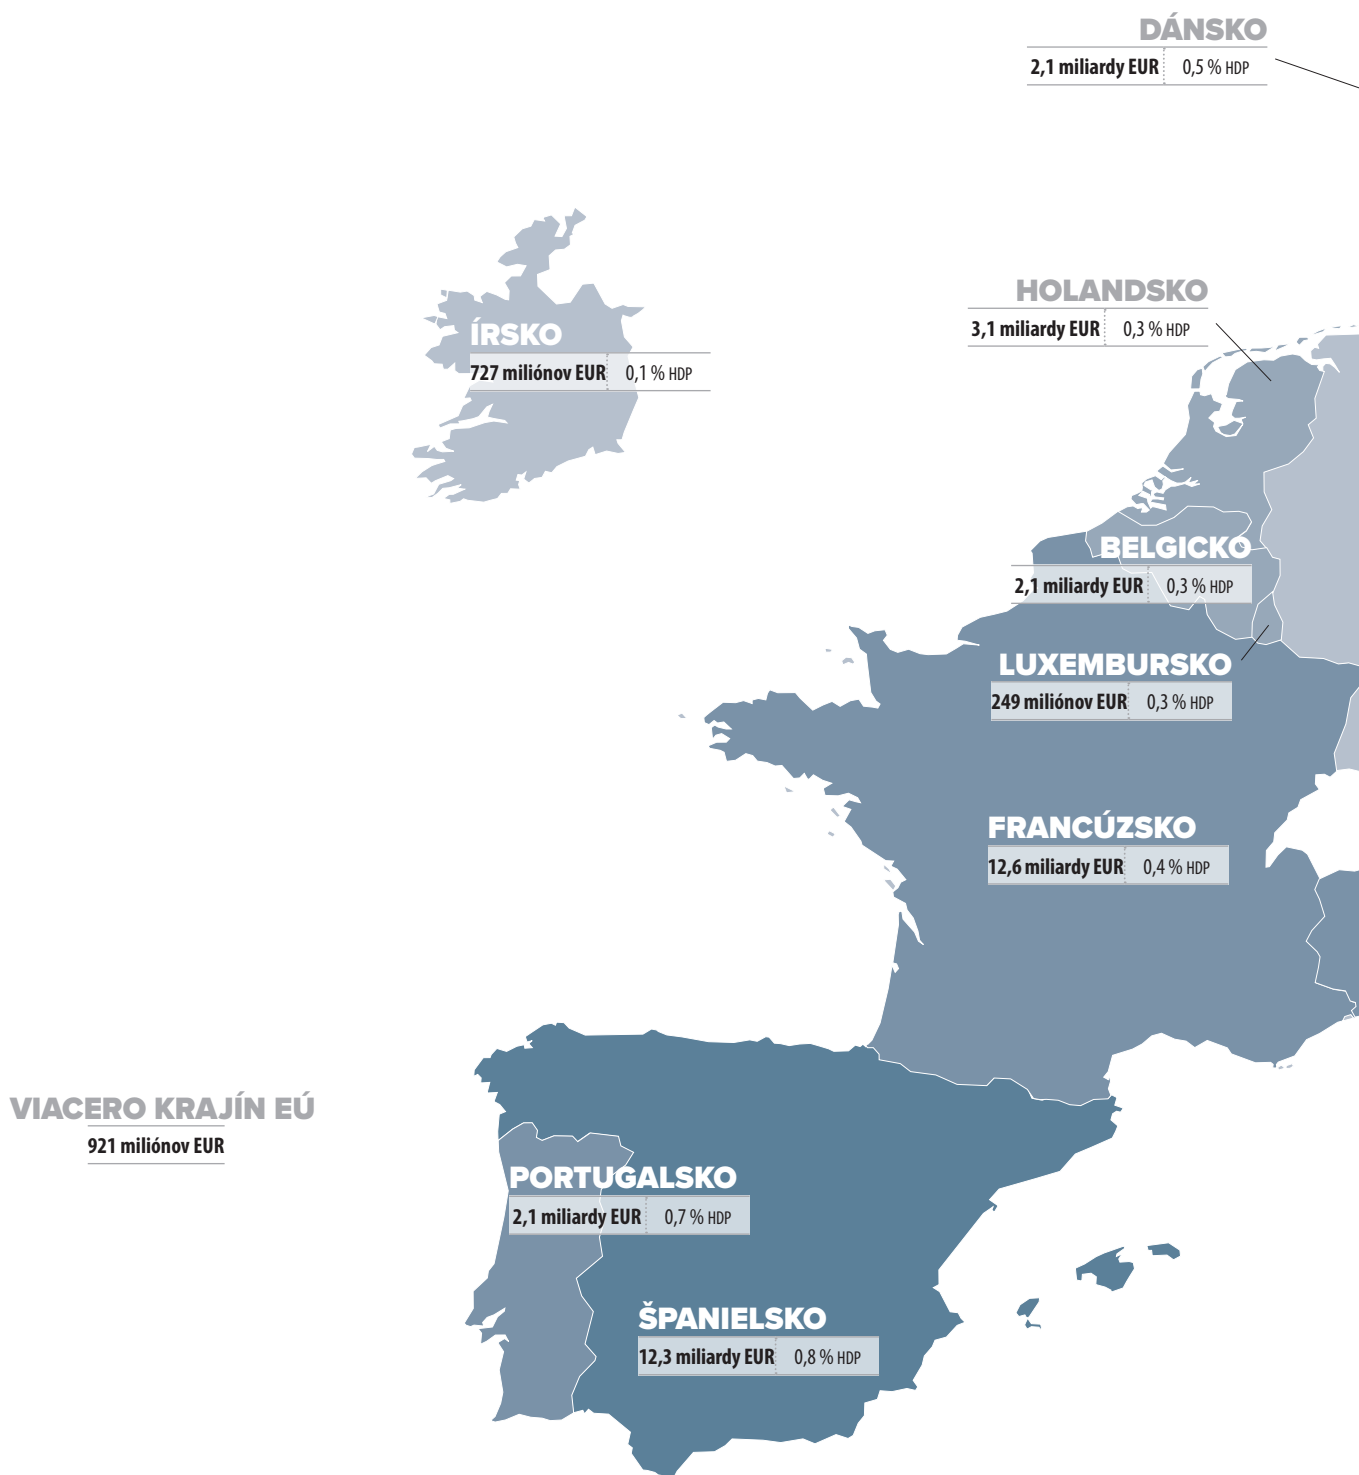 DÁNSKO
2,1 miliardy EUR 0,5 % HDP
HOLANDSKO
3,1 miliardy EUR 0,3 % HDP
ÍRSKO
727 miliónov EUR 0,1 % HDP
BELGICKO
2,1 miliardy EUR 0,3 % HDP
LUXEMBURSKO
249 miliónov EUR 0,3 % HDP
FRANCÚZSKO
12,6 miliardy EUR 0,4 % HDP
VIACERO KRAJÍN EÚ
921 miliónov EUR
PORTUGALSKO
2,1 miliardy EUR 0,7 % HDP
ŠPANIELSKO
12,3 miliardy EUR 0,8 % HDP